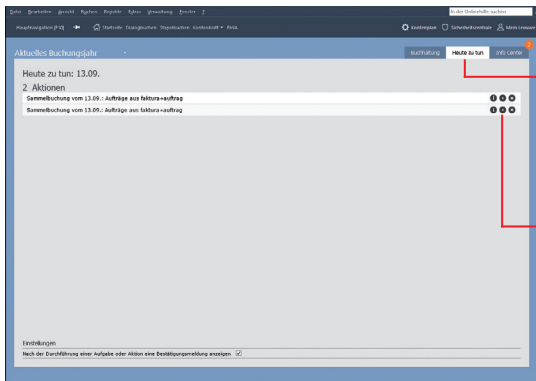 Datei Bearbeiten Ansicht Buchen Berichte Extras Verwaltung Fenster ?
In der Onlinehilfe suchen
Hauptnavigation [F10] Startseite Dialogbuchen Stapelbuchen Kontenblatt BWA
Kontenplan Sicherheitszentrale Mein Lexware
Aktuelles Buchungsjahr
Buchhaltung Heute zu tun Info Center
Heute zu tun: 13.09.
2 Aktionen
Sammelbuchung vom 13.09.: Aufträge aus faktura+auftrag
Sammelbuchung vom 13.09.: Aufträge aus faktura+auftrag
Einstellungen
Nach der Durchführung einer Aufgabe oder Aktion eine Bestätigungsmeldung anzeigen